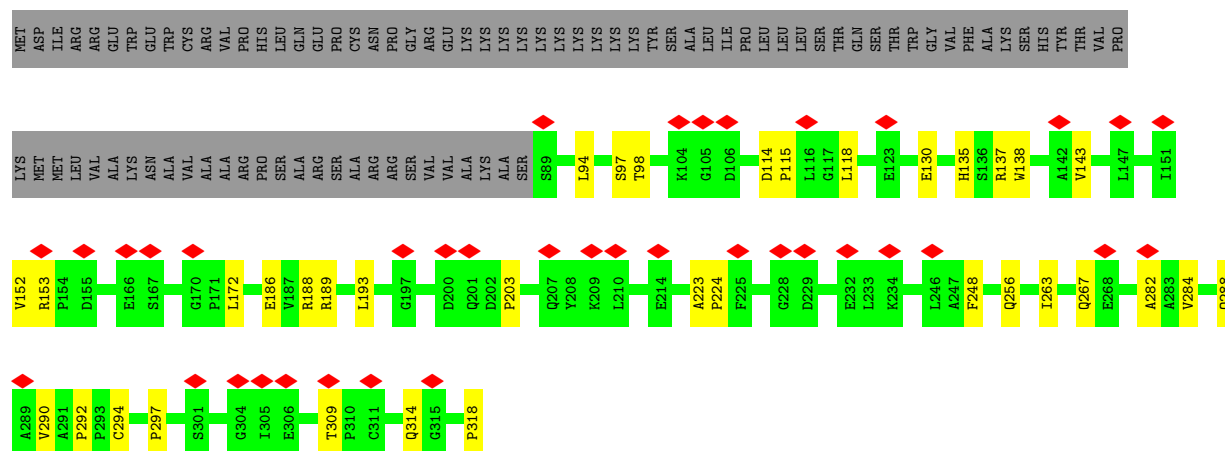 MET ASP ILE ARG ARG GLU TRP GLU TRP CYS ARG VAL PRO HIS LEU GLN GLU PRO CYS ASN PRO GLY ARG GLU LYS LYS LYS LYS LYS LYS LYS LYS LYS LYS TYR SER ALA LEU ILE PRO LEU LEU LEU SER THR GLN SER THR TRP GLY VAL PHE ALA LYS SER HIS TYR THR VAL PRO
LYS MET MET LEU VAL ALA LYS ASN ALA VAL ALA ALA ARG PRO SER ALA ARG SER ALA ARG ARG SER VAL VAL ALA LYS ALA SER S89 L94 S97 T98 K104 G105 D106 D114 P115 L116 G117 L118 E123 E130 H135 S136 R137 W138 A142 V143 L147 I151
V152 R153 P154 D155 E166 S167 G170 P171 L172 E186 V187 R188 R189 L193 G197 D200 Q201 D202 P203 Q207 Y208 K209 L210 E214 A223 P224 F225 G228 D229 E232 L233 K234 L246 A247 F248 Q256 I263 Q267 E268 A282 A283 V284
A289 V290 A291 P292 P293 C294 P297 S301 G304 I305 E306 T309 P310 C311 Q314 G315 P318